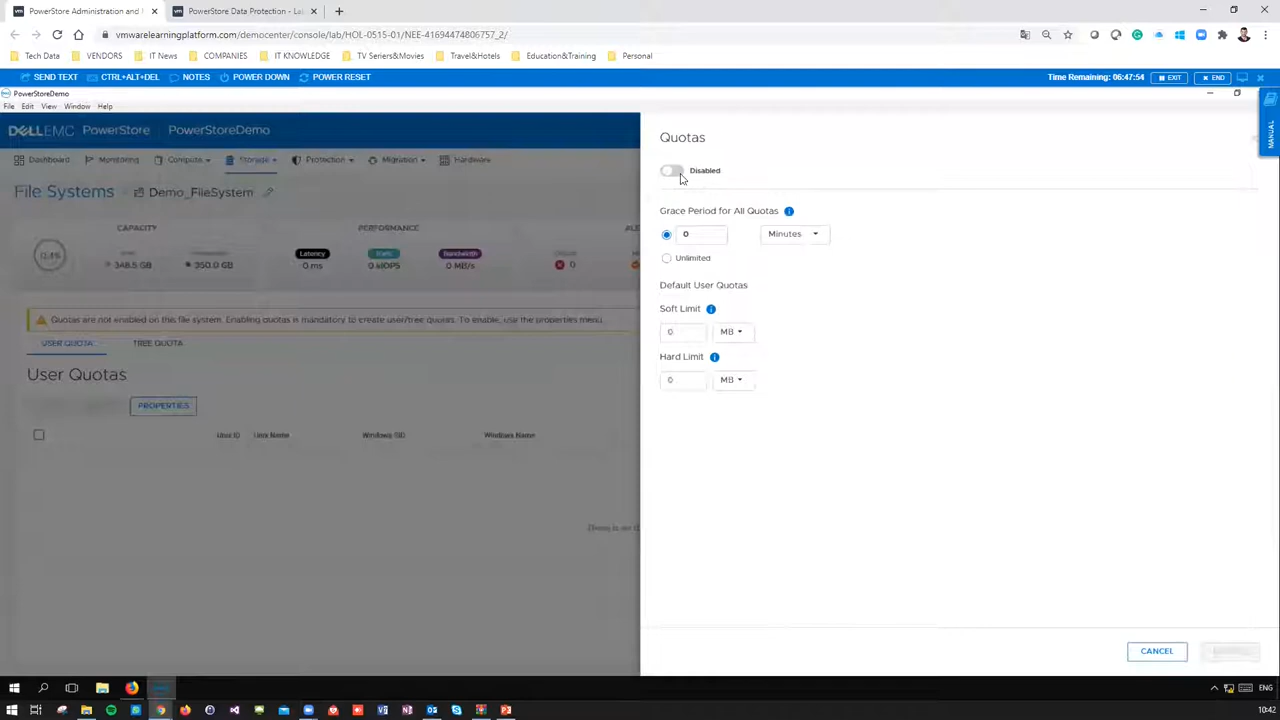 PowerStore Administration and
PowerStore Data Protection - La
vmwarelearningplatform.com/democenter/console/lab/HOL-0515-01/NEE-41694474806757_2/
Tech Data VENDORS IT News COMPANIES IT KNOWLEDGE TV Seriers&Movies Travel&Hotels Education&Training Personal
SEND TEXT CTRL+ALT+DEL NOTES POWER DOWN POWER RESET Time Remaining: 06:47:54 EXIT END
PowerStoreDemo
File Edit View Window Help
MANUAL
DELLEMC PowerStore PowerStoreDemo
Dashboard Monitoring Compute Storage Protection Migration Hardware
File Systems Demo_FileSystem
CAPACITY PERFORMANCE
348.5 GB 350.0 GB
Latency
0 ms
0 kIOPS
Bandwidth
0 MB/s
0
Quotas are not enabled on this file system. Enabling quotas is mandatory to create user/tree quotas. To enable, use the properties menu.
USER QUOTA TREE QUOTA
User Quotas
PROPERTIES
Unix Name Windows SID Windows Name
Quotas
Disabled
Grace Period for All Quotas
0 Minutes
Unlimited
Default User Quotas
Soft Limit
0 MB
Hard Limit
0 MB
CANCEL
ENG
10:42